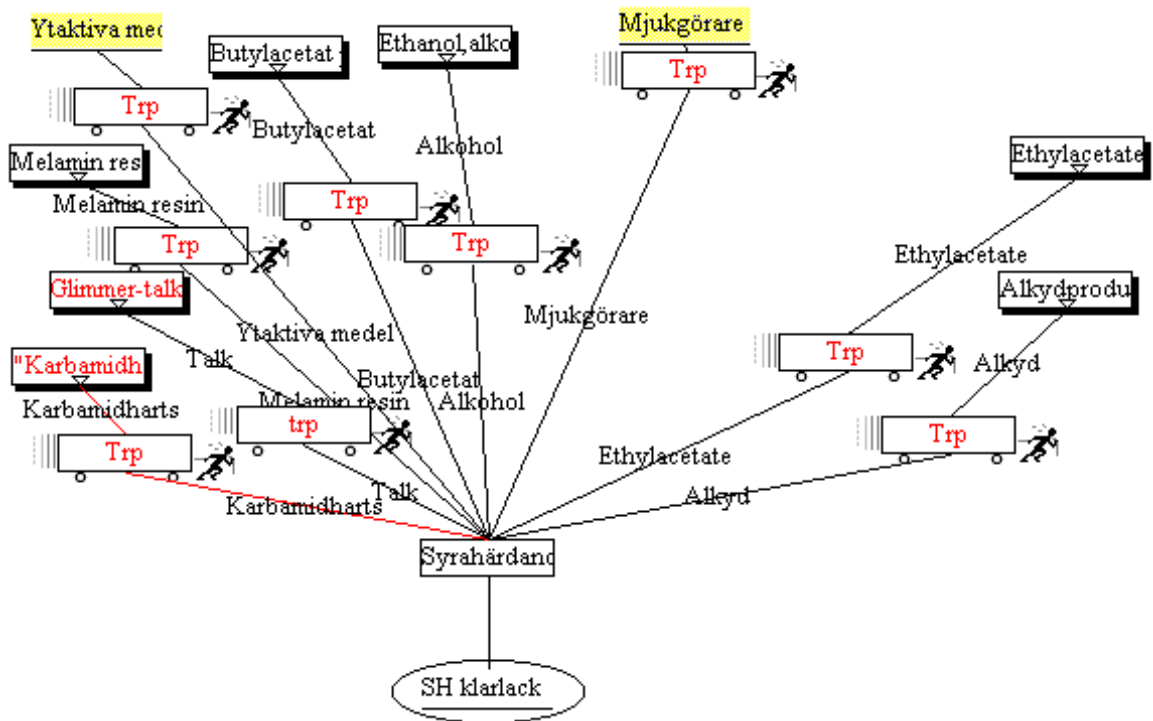 Ytaktiva med
Mjukgörare
Butylacetat
Ethanol,alko
Trp
Trp
Butylacetat
Alkohol
Melamin res
Ethylacetate
Melamin resin
Trp
Trp
Trp
Ethylacetate
Glimmer-talk
Alkydprodu
Mjukgörare
Ytaktiva medel
Talk
Trp
"Karbamidh
Alkyd
Butylacetat
Karbamidharts
Melamin resin
Alkohol
trp
Trp
Trp
Ethylacetate
Talk
Alkyd
Karbamidharts
Syrahärdand
SH klarlack